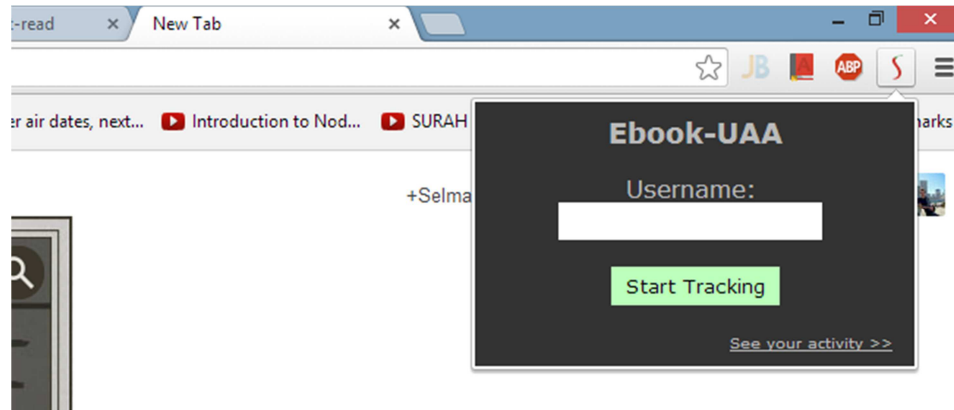 t-read
New Tab
JB A ABP S
er air dates, next... Introduction to Nod... SURAH
Ebook-UAA
Username:
+Selma
Start Tracking
See your activity >>